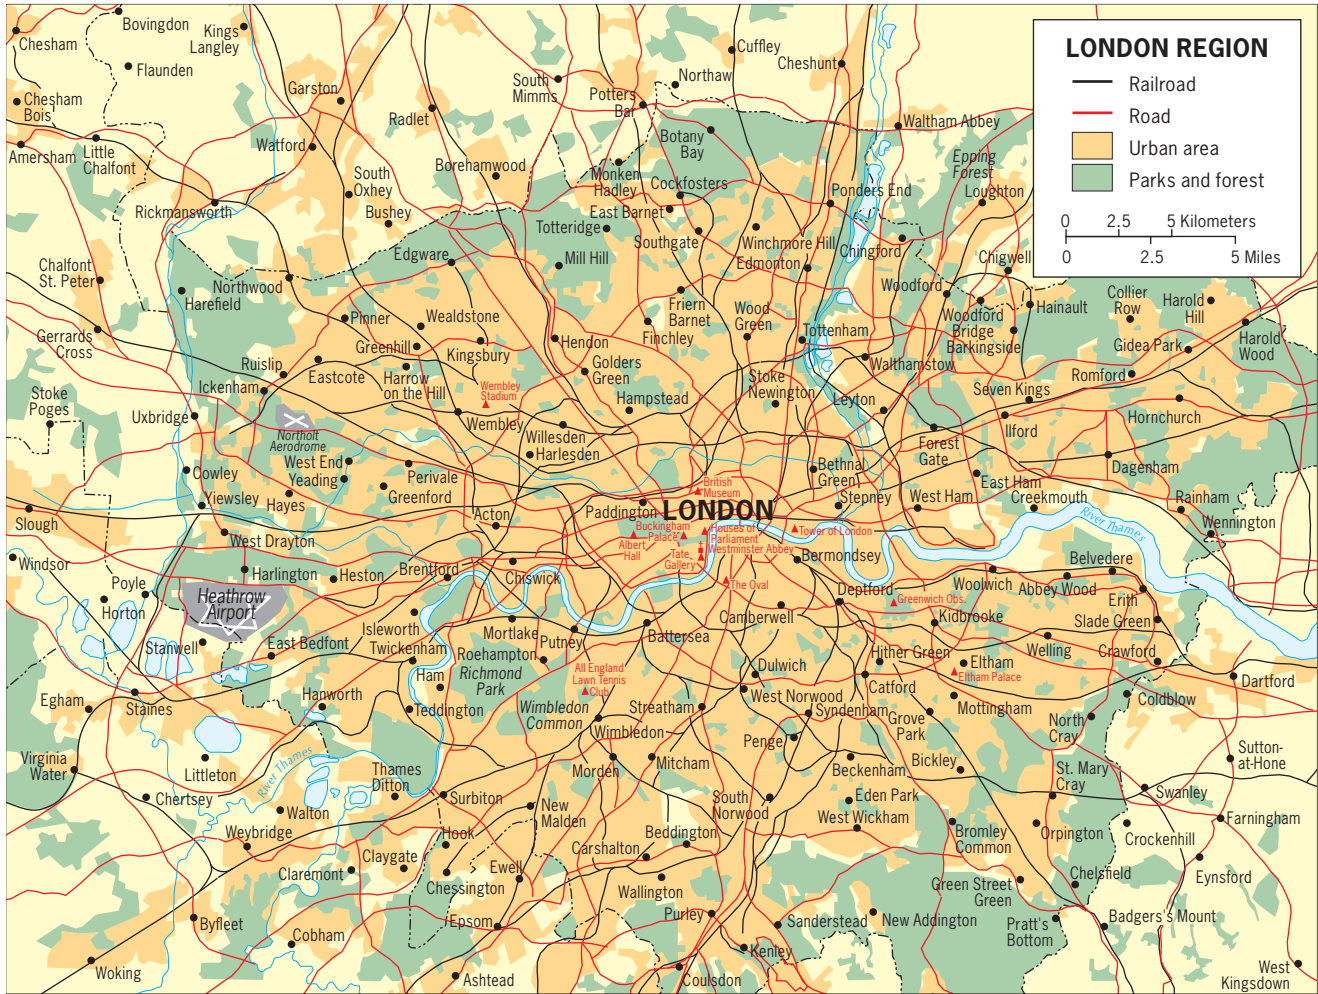 LONDON REGION
Railroad
Road
Urban area
Parks and forest
0 2.5 5 Kilometers
0 2.5 5 Miles
Bovingdon
Chesham
Kings
Langley
Flaunden
Cuffley
Cheshunt
Northaw
South
Mimms
Potters
Bar
Garston
Radlet
Chesham
Bois
Waltham Abbey
Botany
Bay
Amersham
Little
Chalfont
Watford
Borehamwood
Monken
Hadley
Cockfosters
Epping
Forest
Loughton
South
Oxhey
Bushey
Rickmansworth
East Barnet
Totteridge
Southgate
Ponders End
Winchmore Hill
Chingford
Edmonton
Edgware
Mill Hill
Chigwell
Chalfont
St. Peter
Northwood
Harefield
Woodford
Woodford
Bridge
Hainault
Collier
Row
Harold
Hill
Friern
Barnet
Finchley
Wood
Green
Pinner
Wealdstone
Tottenham
Barkingside
Gidea Park
Harold
Wood
Gerrards
Cross
Greenhill
Kingsbury
Hendon
Walthamstow
Ruislip
Eastcote
Golders
Green
Romford
Ickenham
Harrow
on the Hill
Wembley
Stadium
Stoke
Newington
Seven Kings
Stoke
Poges
Hampstead
Leyton
Uxbridge
Northolt
Aerodrome
Wembley
Willesden
Harlesden
Ilford
Hornchurch
Forest
Gate
Cowley
West End
Yeading
Perivale
Greenford
Bethnal
Green
Dagenham
East Ham
Yiewsley
Hayes
British
Museum
Stepney
West Ham
Creekmouth
Rainham
Wennington
Slough
Acton
Paddington
LONDON
River Thames
West Drayton
Buckingham
Palace
Houses of
Parliament
Westminster Abbey
Tower of London
Albert
Hall
Tate
Gallery
Bermondsey
Windsor
Harlington
Heston
Brentford
Chiswick
The Oval
Woolwich
Belvedere
Abbey Wood
Erith
Poyle
Horton
Heathrow
Airport
Deptford
Greenwich Obs.
Camberwell
Kidbrooke
Slade Green
Isleworth
Mortlake
Putney
Battersea
Stanwell
East Bedfont
Twickenham
Roehampton
Hither Green
Welling
Crawford
Dulwich
Eltham
Eltham Palace
Ham
Richmond
Park
All England
Lawn Tennis
Club
Catford
Dartford
Egham
Staines
Hanworth
Teddington
Wimbledon
Common
Streatham
West Norwood
Syndenham
Mottingham
Coldblow
Grove
Park
North
Cray
Wimbledon
Penge
Virginia
Water
Littleton
River Thames
Thames
Ditton
Morden
Mitcham
Beckenham
Bickley
St. Mary
Cray
Sutton-
at-Hone
Chertsey
Surbiton
New
Malden
South
Norwood
Eden Park
Swanley
Walton
Weybridge
Hook
Beddington
West Wickham
Bromley
Common
Orpington
Farningham
Crockenhill
Claygate
Claremont
Chessington
Ewell
Carshalton
Wallington
Green Street
Green
Chelsfield
Eynsford
Byfleet
Epsom
Purley
Sanderstead
New Addington
Pratt's
Bottom
Badgers's Mount
Cobham
Kenley
Woking
Ashtead
Coulsdon
West
Kingsdown